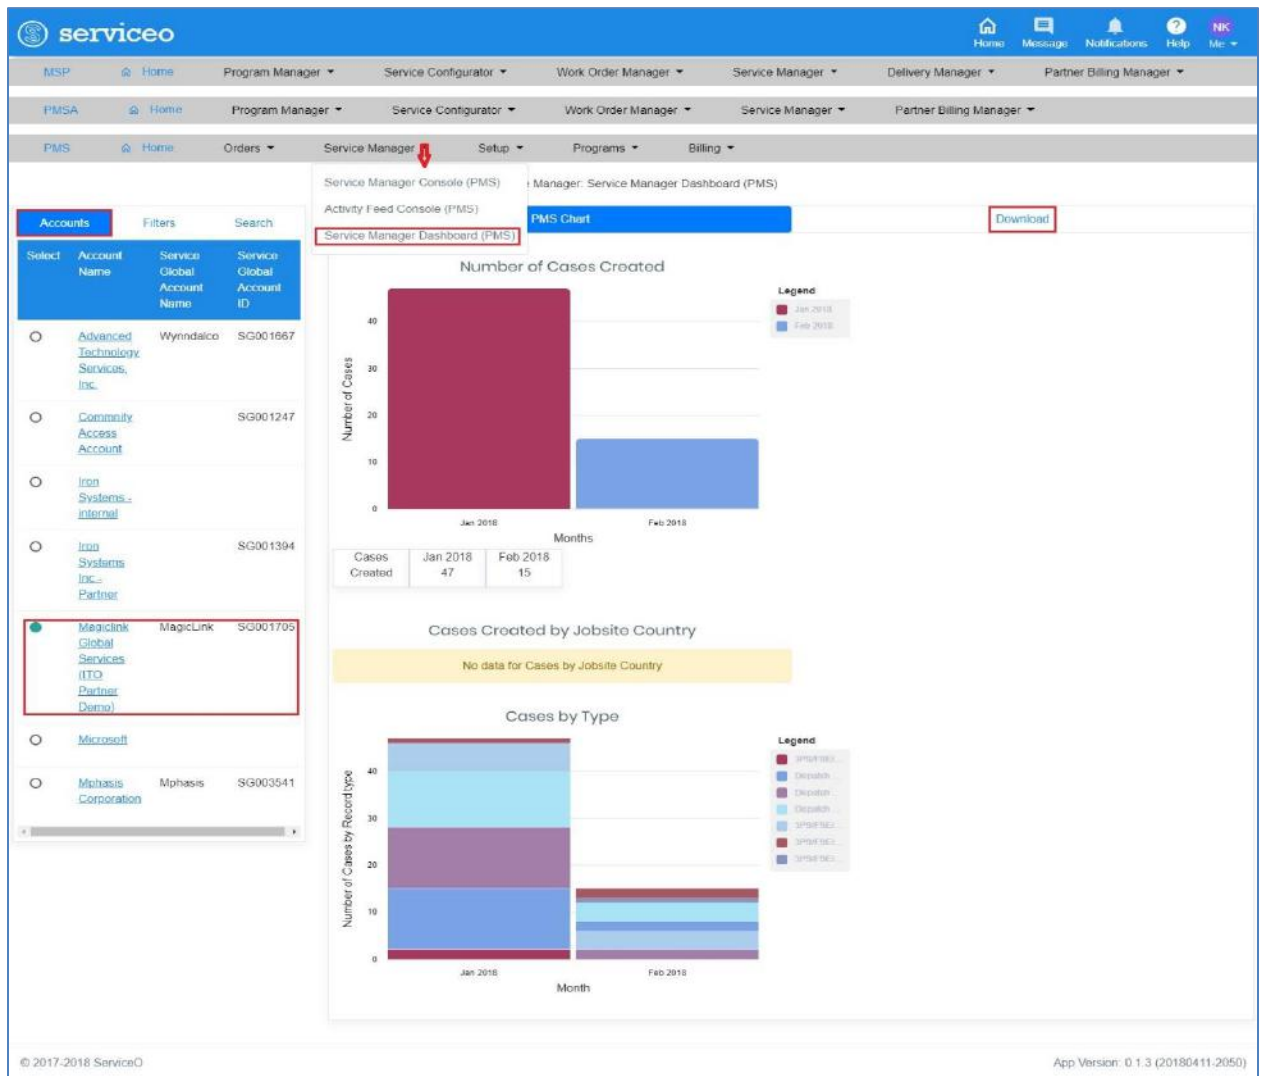 serviceo
Home Message Notifications Help Me
NK
MSP Home Program Manager Service Configurator Work Order Manager Service Manager Delivery Manager Partner Billing Manager
PMSA Home Program Manager Service Configurator Work Order Manager Service Manager Partner Billing Manager
PMS Home Orders Service Manager Setup Programs Billing
Service Manager Console (PMS)
Activity Feed Console (PMS)
Service Manager Dashboard (PMS)
Manager: Service Manager Dashboard (PMS)
Accounts Filters Search
PMS Chart
Download
Select Account Name Service Global Account Name Service Global Account ID
Advanced Technology Services, Inc. Wynndalco SG001667
Commnity Access Account SG001247
Iron Systems - internal
Iron Systems Inc - Partner SG001394
Magiclink Global Services (ITO Partner Demo) MagicLink SG001705
Microsoft
Mphasis Corporation Mphasis SG003541
Number of Cases Created
Legend
Jan 2018
Feb 2018
Number of Cases
40
30
20
10
0
Jan 2018 Feb 2018
Months
Cases Created Jan 2018 47 Feb 2018 15
Cases Created by Jobsite Country
No data for Cases by Jobsite Country
Cases by Type
Legend
Dispatch ...
Dispatch ...
Dispatch ...
Number of Cases by Record type
40
30
20
10
0
Jan 2018 Feb 2018
Month
© 2017-2018 ServiceO
App Version: 0.1.3 (20180411-2050)